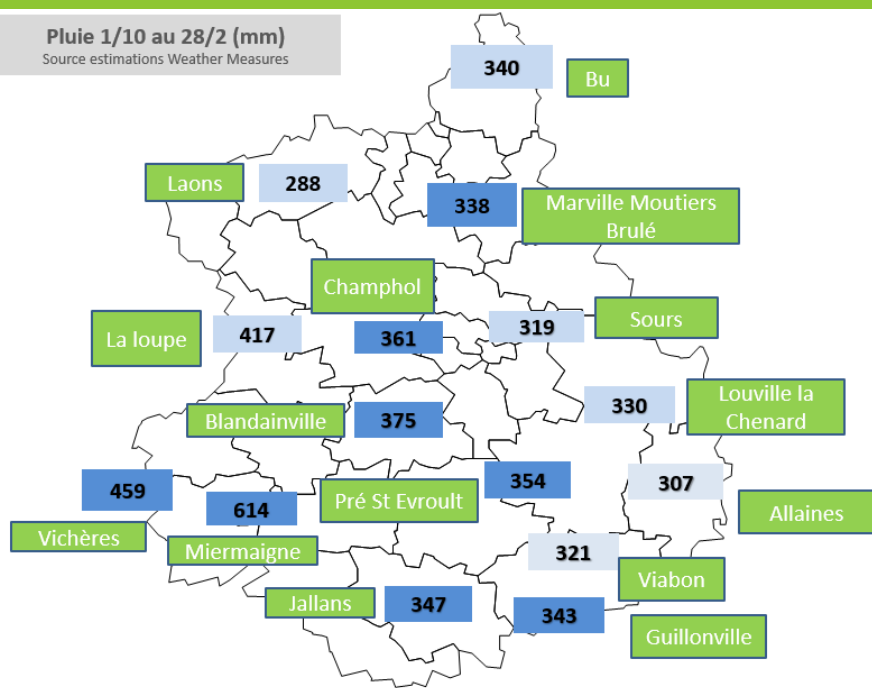 Pluie 1/10 au 28/2 (mm)
Source estimations Weather Measures
340
Bu
Laons
288
338
Marville Moutiers
Brulé
Champhol
La loupe
417
361
319
Sours
Blandainville
375
330
Louville la
Chenard
459
Vichères
614
Miermaigne
Pré St Evroult
354
307
Allaines
321
Viabon
Jallans
347
343
Guillonville